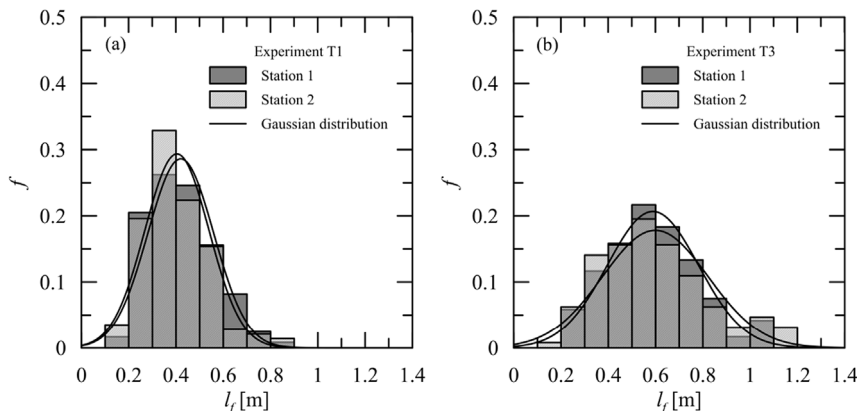 0.5
(a)
Experiment T1
Station 1
Station 2
Gaussian distribution
0.4
0.3
f
0.2
0.1
0
0 0.2 0.4 0.6 0.8 1 1.2 1.4
l_f [m]
0.5
(b)
Experiment T3
Station 1
Station 2
Gaussian distribution
0.4
0.3
f
0.2
0.1
0
0 0.2 0.4 0.6 0.8 1 1.2 1.4
l_f [m]